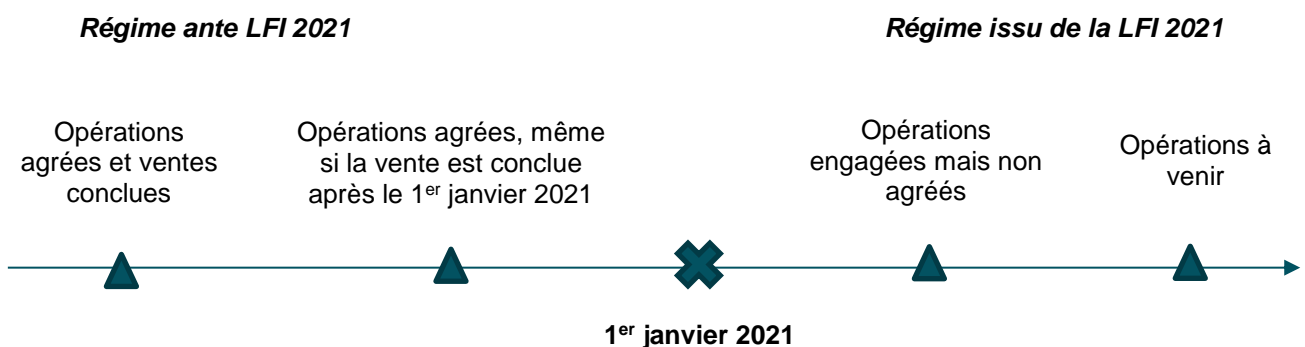 Régime ante LFI 2021
Régime issu de la LFI 2021
Opérations
agrées et ventes
conclues
Opérations agrées, même
si la vente est conclue
après le 1er janvier 2021
Opérations
engagées mais non
agréés
Opérations à
venir
1er janvier 2021